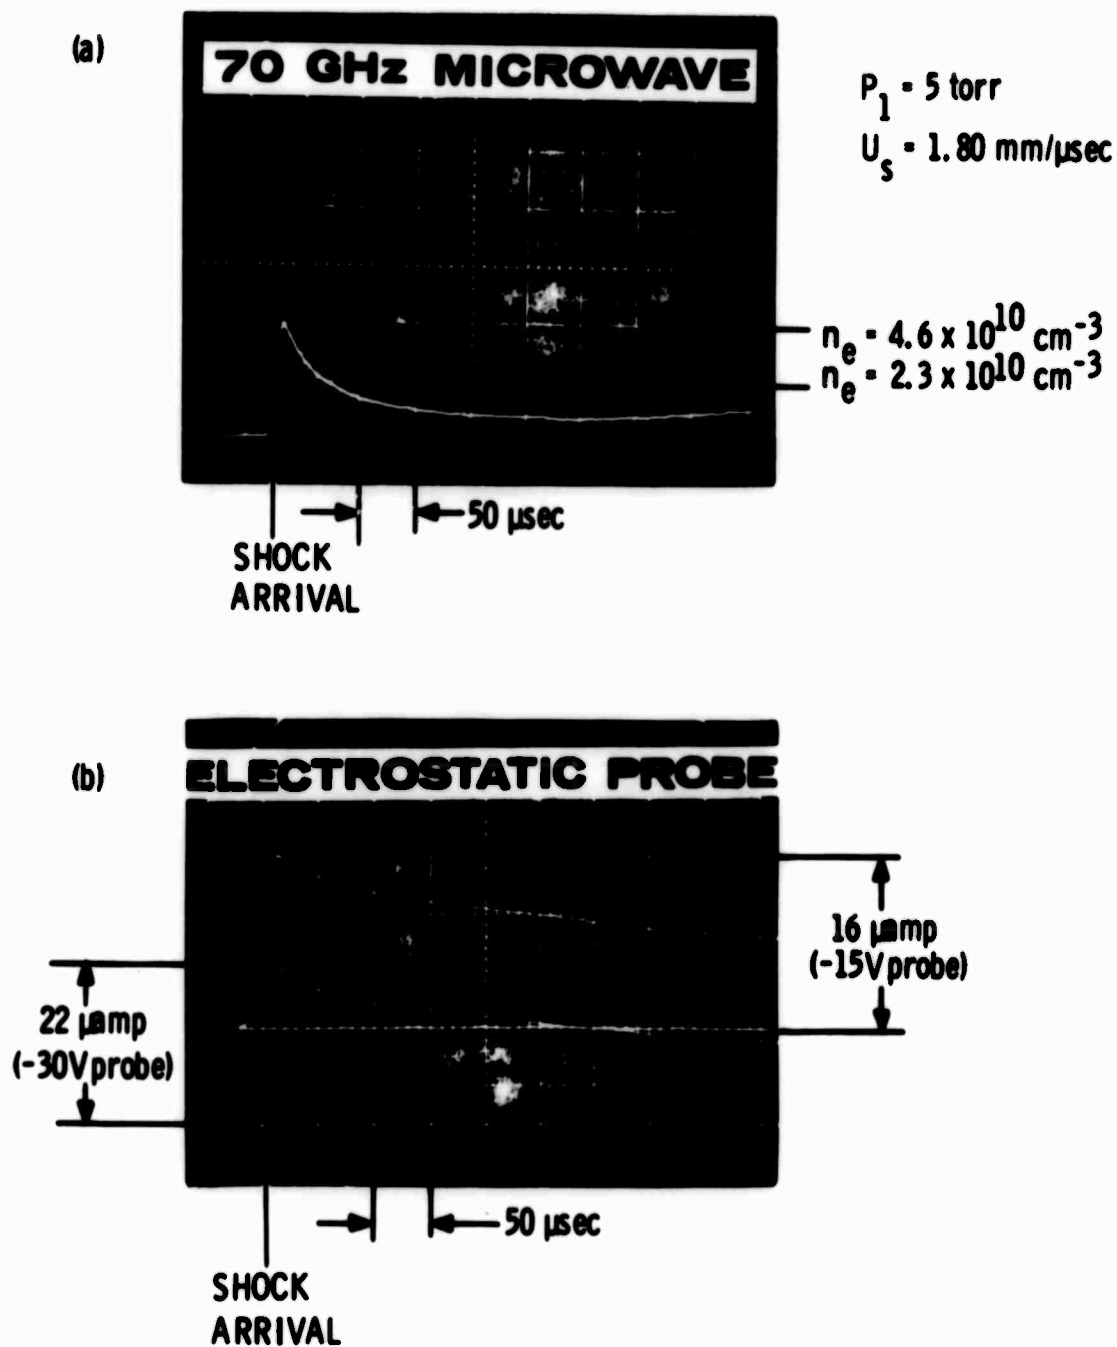 (a)
70 GHz MICROWAVE
P1 = 5 torr
Us = 1.80 mm/µsec
ne = 4.6 x 10^10 cm^-3
ne = 2.3 x 10^10 cm^-3
50 µsec
SHOCK
ARRIVAL
(b)
ELECTROSTATIC PROBE
16 µamp
(-15V probe)
22 µamp
(-30V probe)
50 µsec
SHOCK
ARRIVAL